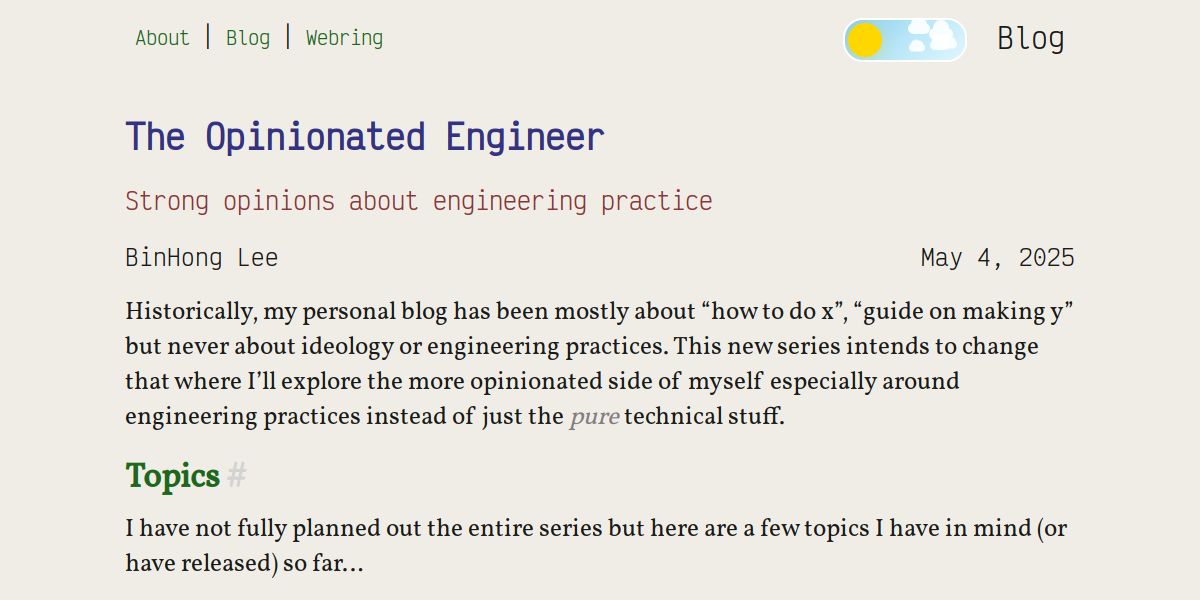 About | Blog | Webring
Blog
The Opinionated Engineer
Strong opinions about engineering practice
BinHong Lee
May 4, 2025
Historically, my personal blog has been mostly about “how to do x”, “guide on making y”
but never about ideology or engineering practices. This new series intends to change
that where I’ll explore the more opinionated side of myself especially around
engineering practices instead of just the pure technical stuff.
Topics #
I have not fully planned out the entire series but here are a few topics I have in mind (or
have released) so far…